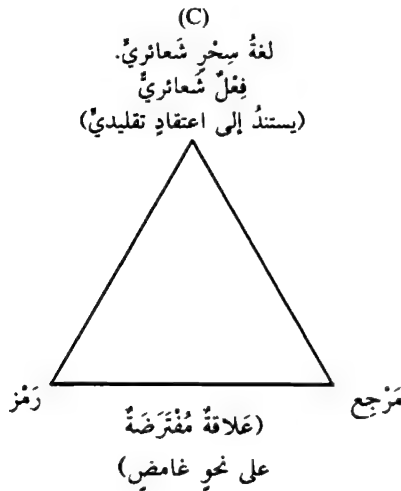 (C)
لغةُ سِحْرٍ شَعائريٍّ.
فِعْلٌ شَعائريٌّ
(يستندُ إلى اعتقادٍ تقليديٍّ)
مَرْجِع
رَمْز
(عَلاقةٌ مُفْتَرَضَةٌ
على نحوٍ غامضٍ)